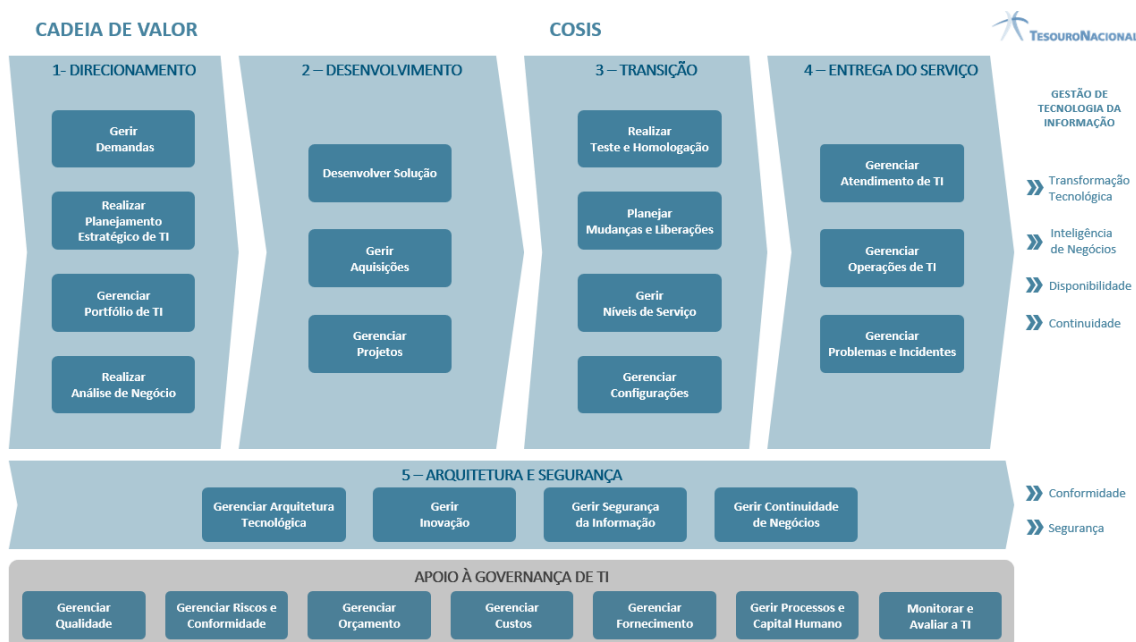 CADEIA DE VALOR
COSIS
TESOURONACIONAL
1- DIRECIONAMENTO
Gerir
Demandas
Realizar
Planejamento
Estratégico de TI
Gerenciar
Portfólio de TI
Realizar
Análise de Negócio
2 – DESENVOLVIMENTO
Desenvolver Solução
Gerir
Aquisições
Gerenciar
Projetos
3 – TRANSIÇÃO
Realizar
Teste e Homologação
Planejar
Mudanças e Liberações
Gerir
Níveis de Serviço
Gerenciar
Configurações
4 – ENTREGA DO SERVIÇO
Gerenciar
Atendimento de TI
Gerenciar
Operações de TI
Gerenciar
Problemas e Incidentes
GESTÃO DE
TECNOLOGIA DA
INFORMAÇÃO
Transformação
Tecnológica
Inteligência
de Negócios
Disponibilidade
Continuidade
5 – ARQUITETURA E SEGURANÇA
Gerenciar Arquitetura
Tecnológica
Gerir
Inovação
Gerir Segurança
da Informação
Gerir Continuidade
de Negócios
Conformidade
Segurança
APOIO À GOVERNANÇA DE TI
Gerenciar
Qualidade
Gerenciar Riscos e
Conformidade
Gerenciar
Orçamento
Gerenciar
Custos
Gerenciar
Fornecimento
Gerir Processos e
Capital Humano
Monitorar e
Avaliar a TI